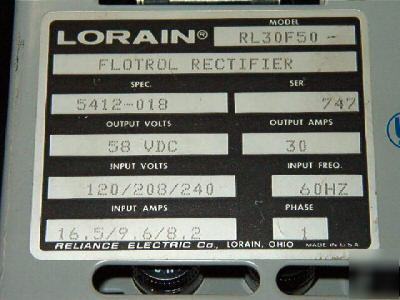 LORAIN®
MODEL
RL30F50 -
FLOTROL RECTIFIER
SPEC. SER.
5412-018 747
OUTPUT VOLTS OUTPUT AMPS
58 VDC 30
INPUT VOLTS INPUT FREQ.
120/208/240 60HZ
INPUT AMPS PHASE
16.5/9.6/8.2 1
RELIANCE ELECTRIC Co., LORAIN, OHIO MADE IN U.S.A.